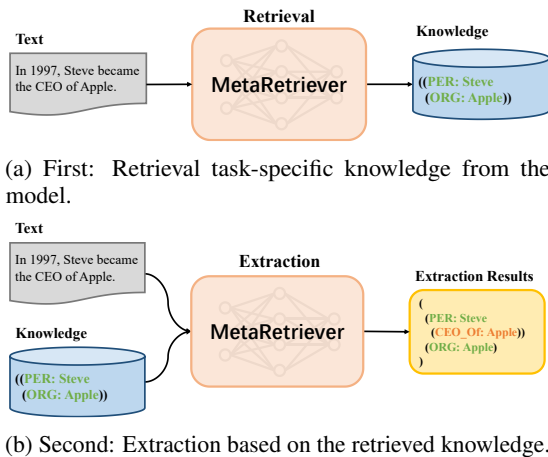 Retrieval
Text
Knowledge
In 1997, Steve became
the CEO of Apple.
MetaRetriever
((PER: Steve
(ORG: Apple))
(a) First: Retrieval task-specific knowledge from the
model.
Text
In 1997, Steve became
the CEO of Apple.
Extraction
Extraction Results
MetaRetriever
(
(PER: Steve
(CEO_Of: Apple))
(ORG: Apple)
)
Knowledge
((PER: Steve
(ORG: Apple))
(b) Second: Extraction based on the retrieved knowledge.